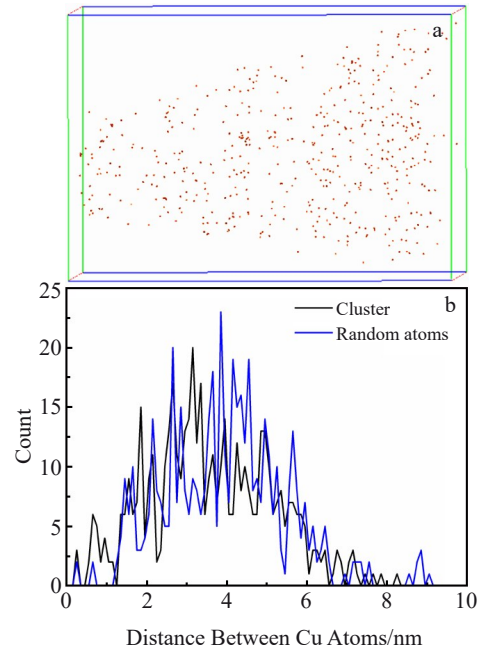 a
b
Cluster
Random atoms
25
20
15
10
5
0
Count
0 2 4 6 8 10
Distance Between Cu Atoms/nm